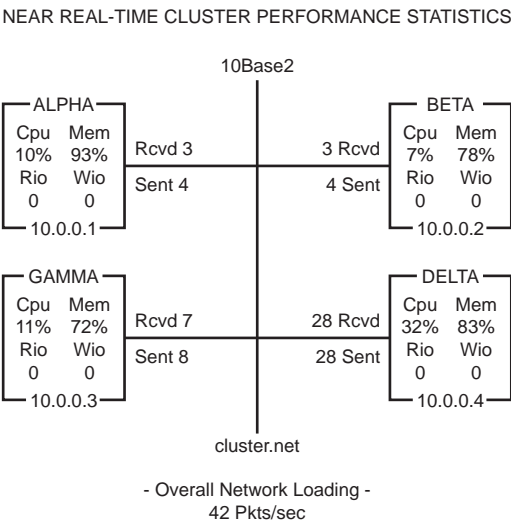 NEAR REAL-TIME CLUSTER PERFORMANCE STATISTICS
10Base2
ALPHA
Cpu Mem
10% 93%
Rio Wio
0 0
10.0.0.1
Rcvd 3
Sent 4
BETA
Cpu Mem
7% 78%
Rio Wio
0 0
10.0.0.2
3 Rcvd
4 Sent
GAMMA
Cpu Mem
11% 72%
Rio Wio
0 0
10.0.0.3
Rcvd 7
Sent 8
DELTA
Cpu Mem
32% 83%
Rio Wio
0 0
10.0.0.4
28 Rcvd
28 Sent
cluster.net
- Overall Network Loading -
42 Pkts/sec